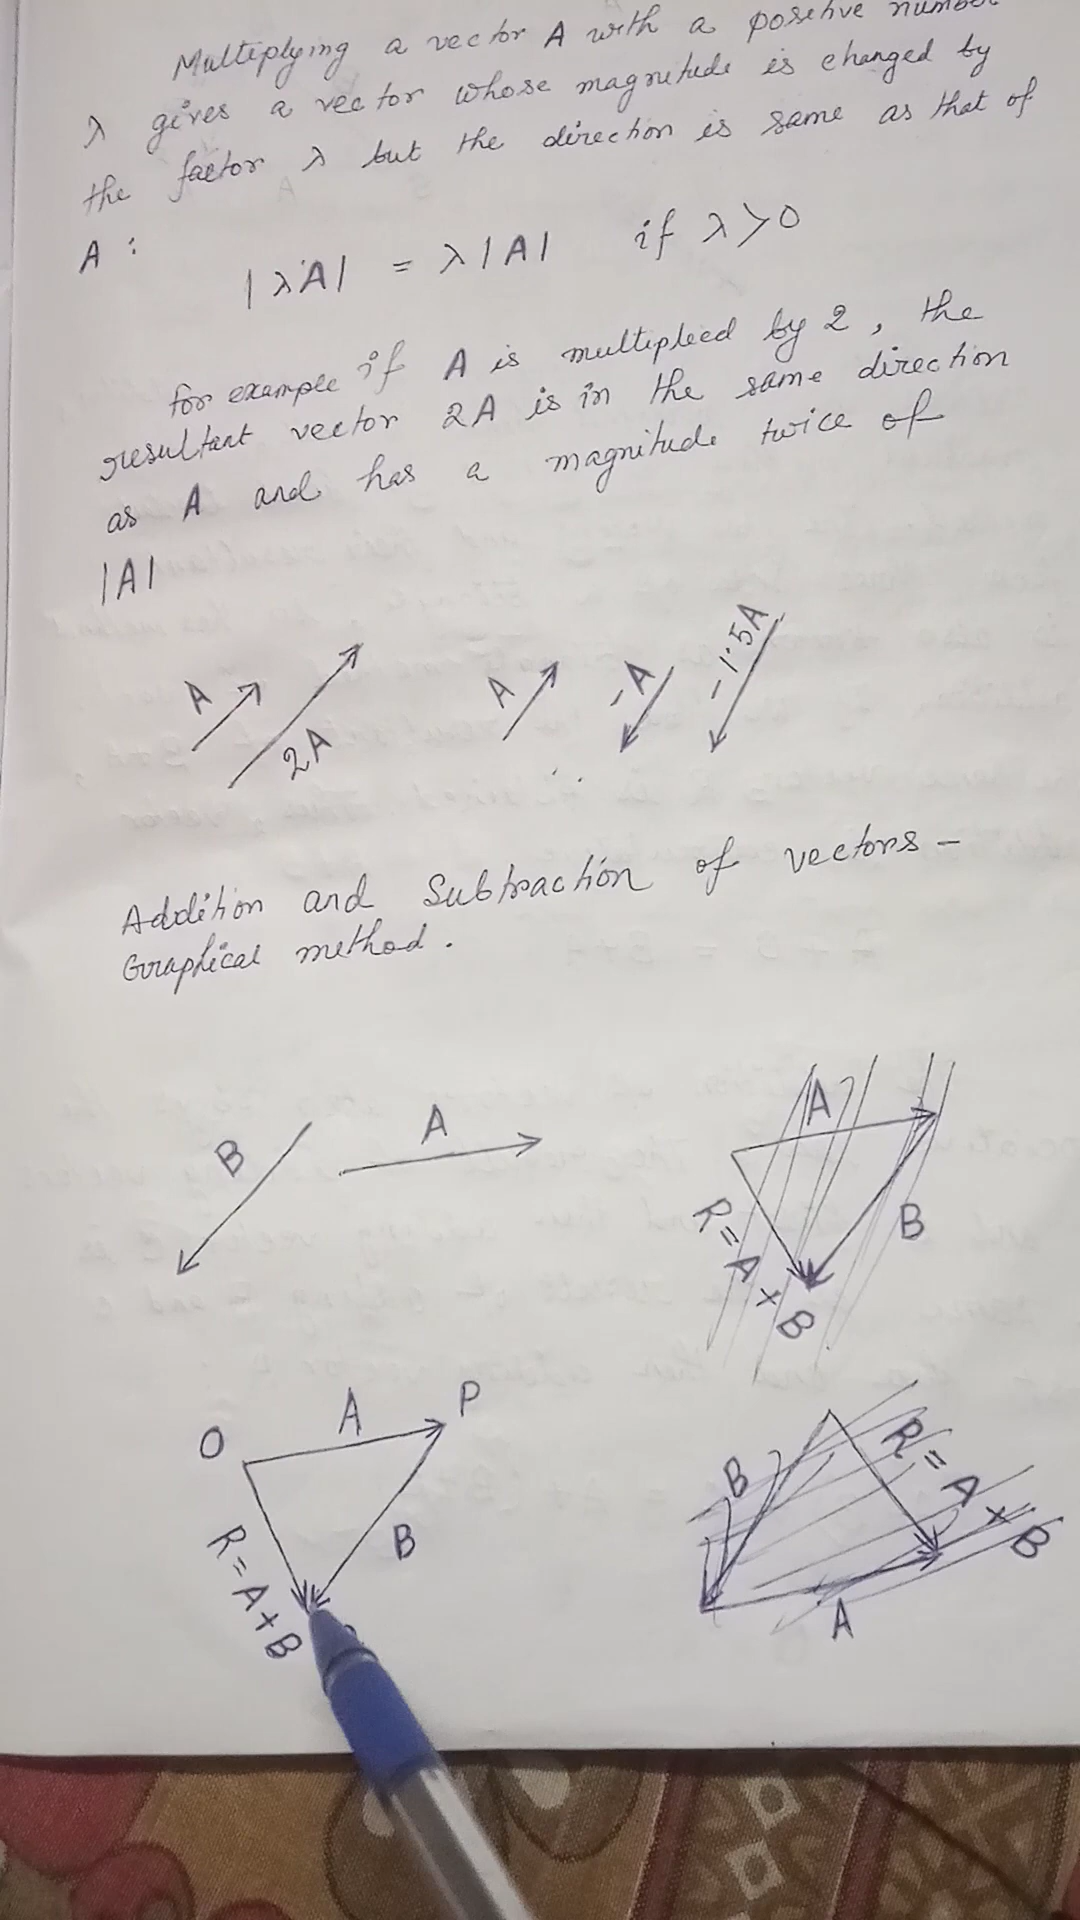 Multiplying a vector A with a positive number
λ gives a vector whose magnitude is changed by
the factor λ but the direction is same as that of
A :
|λA| = λ|A| if λ>0
for example if A is multiplied by 2, the
resultant vector 2A is in the same direction
as A and has a magnitude twice of
|A|
A 2A A -A -1.5A
Addition and Subtraction of vectors -
Graphical method.
B A A
B
R = A + B
O A P
B
R = A + B
B R = A + B
A